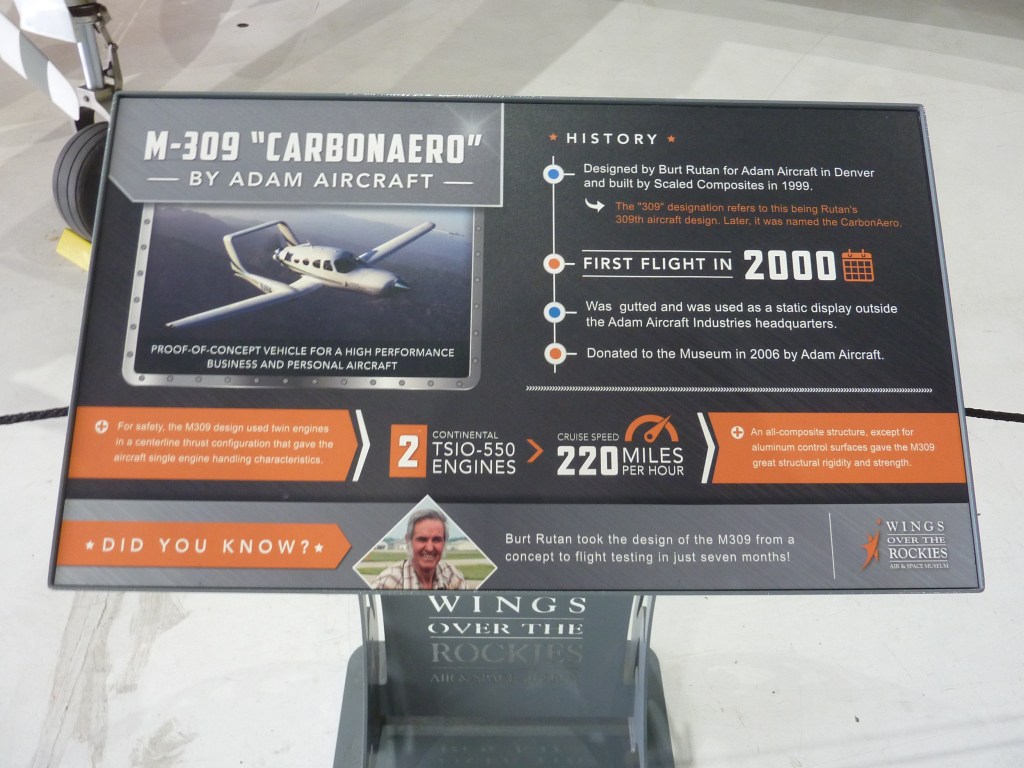 M-309 "CARBONAERO"
BY ADAM AIRCRAFT
PROOF-OF-CONCEPT VEHICLE FOR A HIGH PERFORMANCE
BUSINESS AND PERSONAL AIRCRAFT
★ HISTORY ★
Designed by Burt Rutan for Adam Aircraft in Denver
and built by Scaled Composites in 1999.
The "309" designation refers to this being Rutan's
309th aircraft design. Later, it was named the CarbonAero.
FIRST FLIGHT IN 2000
Was gutted and was used as a static display outside
the Adam Aircraft Industries headquarters.
Donated to the Museum in 2006 by Adam Aircraft.
For safety, the M309 design used twin engines
in a centerline thrust configuration that gave the
aircraft single engine handling characteristics.
2 CONTINENTAL
TSIO-550
ENGINES
CRUISE SPEED
220 MILES
PER HOUR
An all-composite structure, except for
aluminum control surfaces gave the M309
great structural rigidity and strength.
★ DID YOU KNOW? ★
Burt Rutan took the design of the M309 from a
concept to flight testing in just seven months!
WINGS
OVER THE
ROCKIES
AIR & SPACE MUSEUM
WINGS
OVER THE
ROCKIES
AIR & SPACE MUSEUM